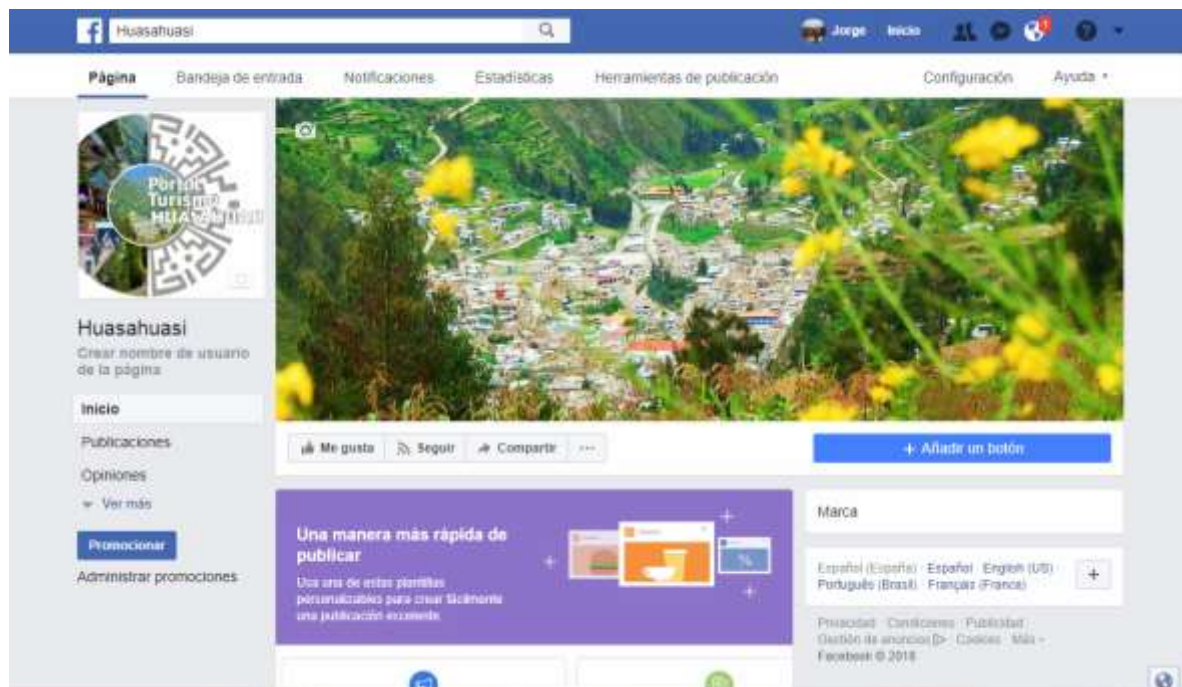 Huasahuasi
Jorge Inicio
1
Página Bandeja de entrada Notificaciones Estadísticas Herramientas de publicación Configuración Ayuda
Portal
Turismo
Huasahuasi
Crear nombre de usuario
de la página
Inicio
Publicaciones
Opiniones
Ver más
Promocionar
Administrar promociones
Me gusta Seguir Compartir ...
+ Añadir un botón
Una manera más rápida de
publicar
Usa una de estas plantillas
personalizables para crear fácilmente
una publicación excelente.
Marca
Español (España) Español English (US)
Português (Brasil) Français (France)
+
Privacidad Condiciones Publicidad
Gestión de anuncios Cookies Más
Facebook © 2018